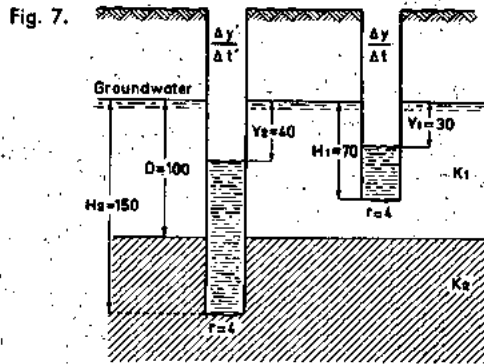 Fig. 7.
Δy'
Δt'
Δy
Δt
Groundwater
Y₂=40
Y₁=30
D=100
H₁=70
H₂=150
K₁
r=4
K₂
r=4